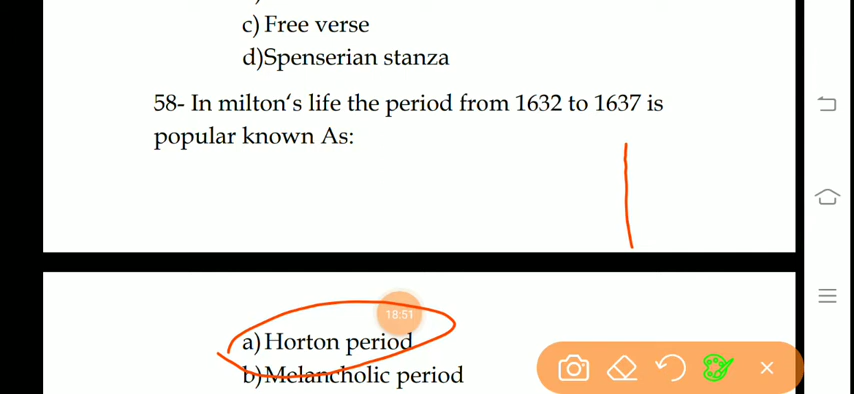 c) Free verse
d)Spenserian stanza
58- In milton‘s life the period from 1632 to 1637 is
popular known As:
18:51
a) Horton period
b)Melancholic period